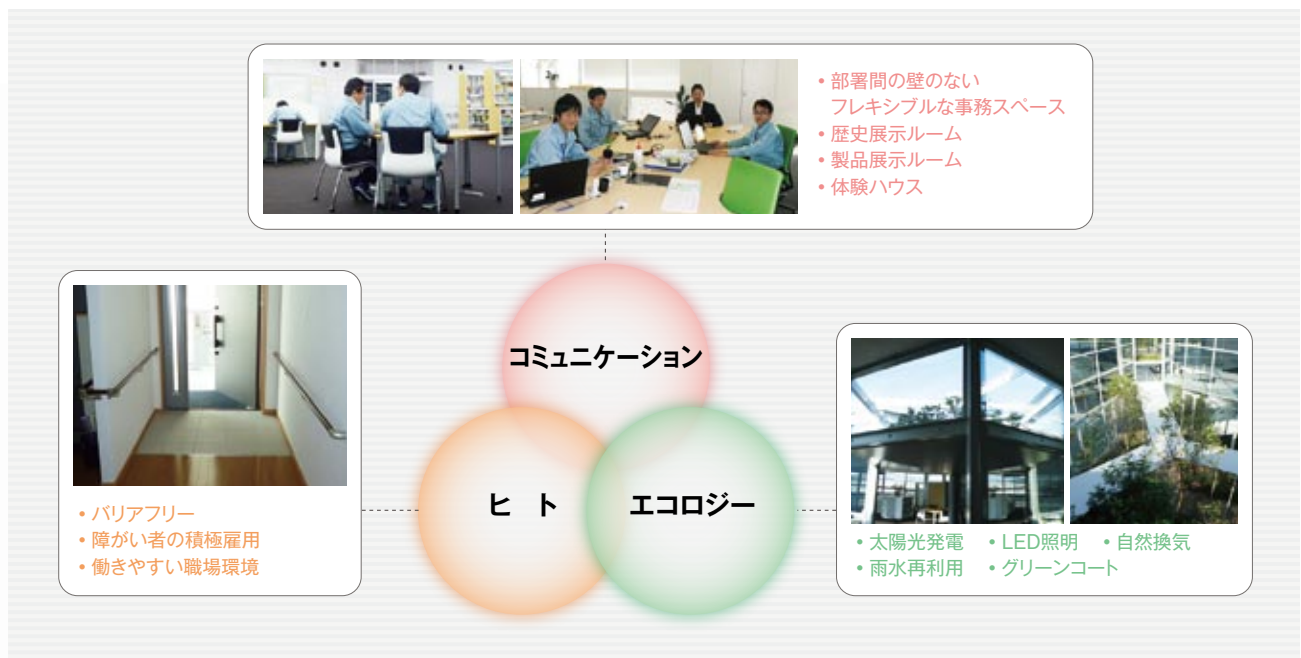 • 部署間の壁のない
フレキシブルな事務スペース
• 歴史展示ルーム
• 製品展示ルーム
• 体験ハウス
コミュニケーション
ヒ ト
エコロジー
• バリアフリー
• 障がい者の積極雇用
• 働きやすい職場環境
• 太陽光発電 • LED照明 • 自然換気
• 雨水再利用 • グリーンコート